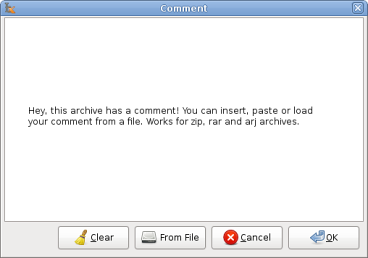 Comment
Hey, this archive has a comment! You can insert, paste or load
your comment from a file. Works for zip, rar and arj archives.
Clear
From File
Cancel
OK